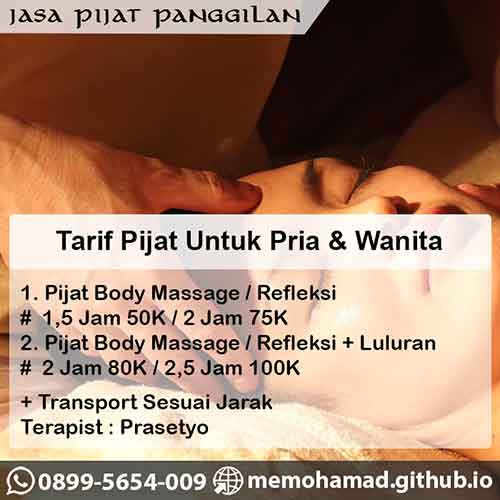 JASA PIJAT PANGGILAN
Tarif Pijat Untuk Pria & Wanita
1. Pijat Body Massage / Refleksi
# 1,5 Jam 50K / 2 Jam 75K
2. Pijat Body Massage / Refleksi + Luluran
# 2 Jam 80K / 2,5 Jam 100K
+ Transport Sesuai Jarak
Terapist : Prasetyo
0899-5654-009 memohamad.github.io